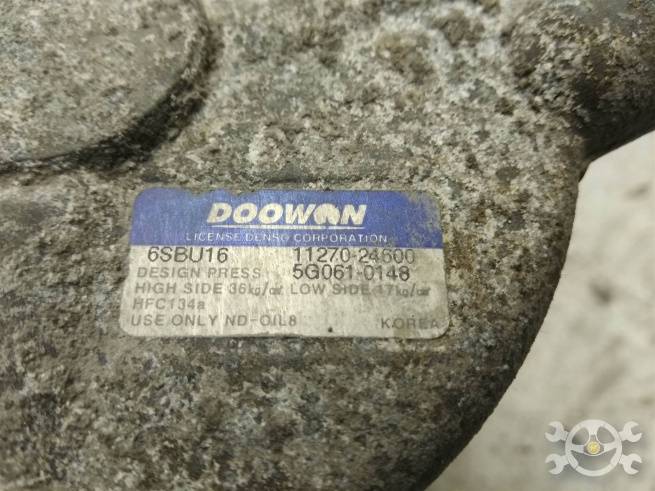 DOOWON
LICENSE DENSO CORPORATION
6SBU16 11270-24600
DESIGN PRESS 5G061-0148
HIGH SIDE 36kg/㎠ LOW SIDE 17kg/㎠
HFC134a
USE ONLY ND-OIL8 KOREA